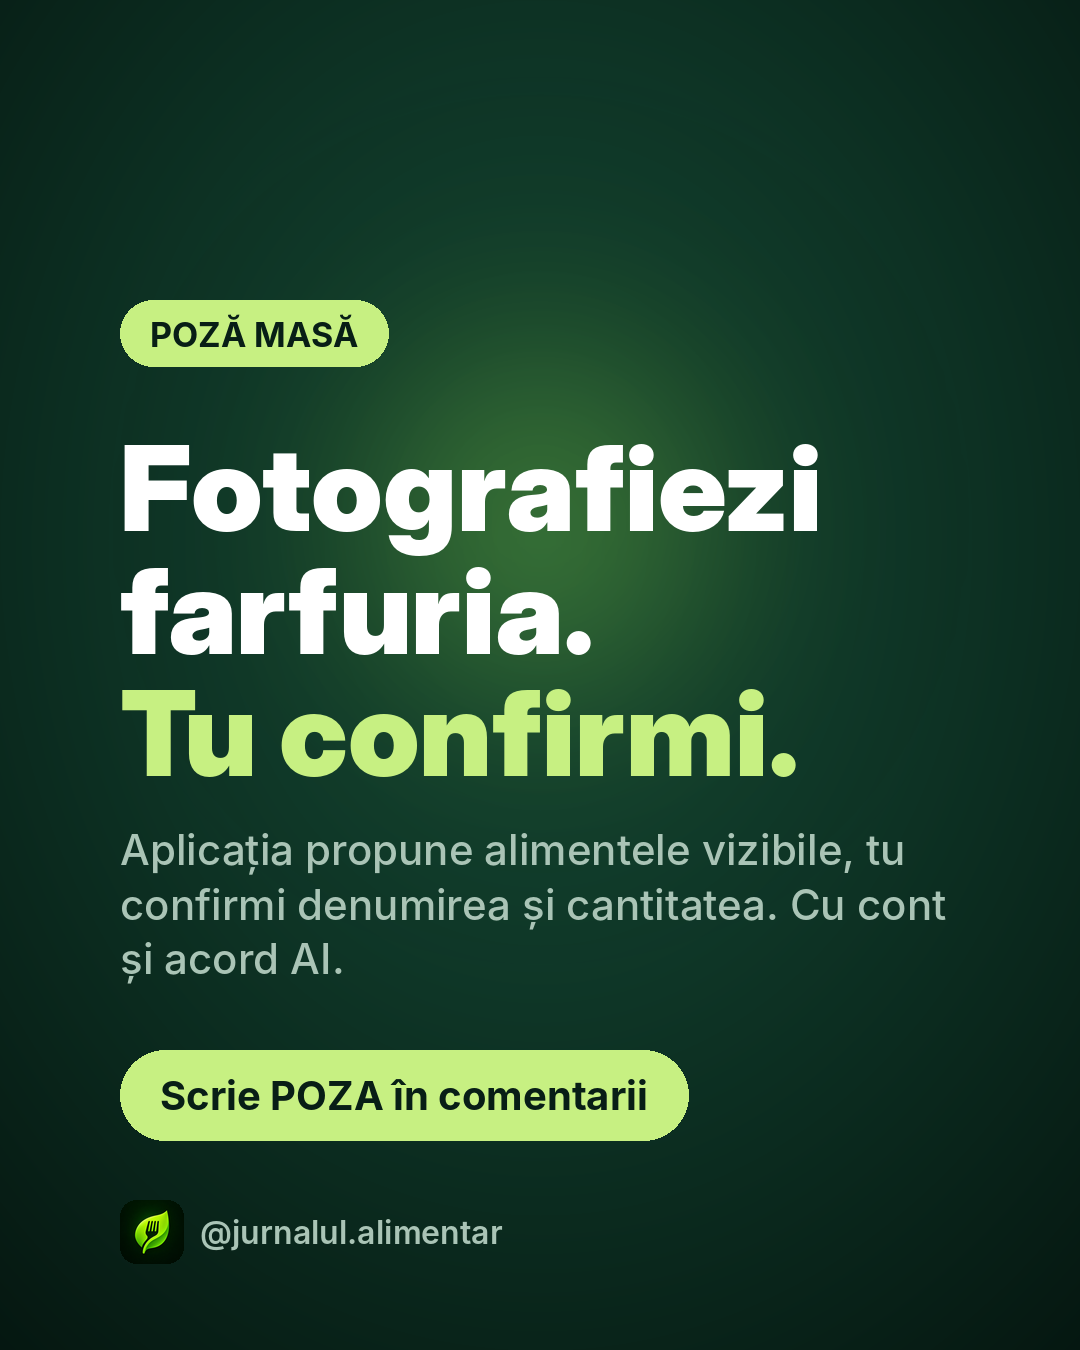 POZĂ MASĂ
Fotografiezi
farfuria.
Tu confirmi.
Aplicația propune alimentele vizibile, tu
confirmi denumirea și cantitatea. Cu cont
și acord AI.
Scrie POZA în comentarii
@jurnalul.alimentar